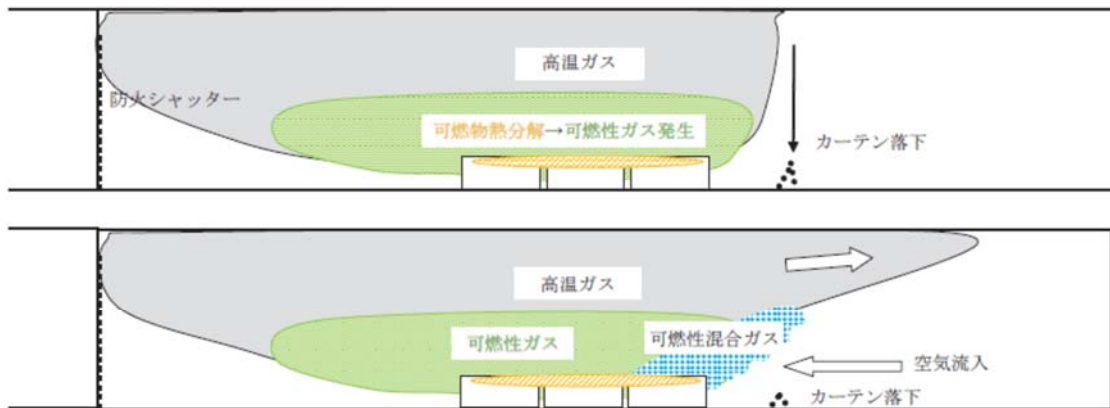 高温ガス
防火シャッター
可燃物熱分解→可燃性ガス発生
カーテン落下
高温ガス
可燃性ガス
可燃性混合ガス
空気流入
カーテン落下